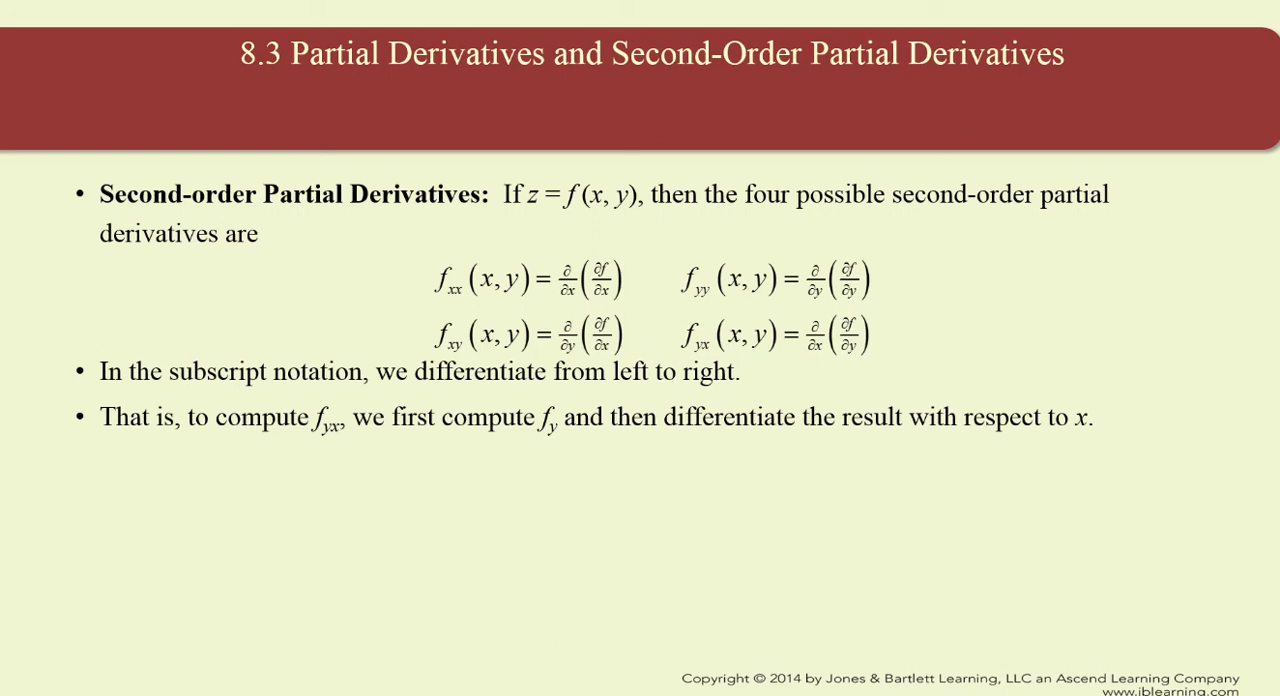 8.3 Partial Derivatives and Second-Order Partial Derivatives
• Second-order Partial Derivatives: If z = f (x, y), then the four possible second-order partial
derivatives are
f_xx (x, y) = ∂/∂x (∂f/∂x) f_yy (x, y) = ∂/∂y (∂f/∂y)
f_xy (x, y) = ∂/∂y (∂f/∂x) f_yx (x, y) = ∂/∂x (∂f/∂y)
• In the subscript notation, we differentiate from left to right.
• That is, to compute f_yx, we first compute f_y and then differentiate the result with respect to x.
Copyright © 2014 by Jones & Bartlett Learning, LLC an Ascend Learning Company
www.jblearning.com